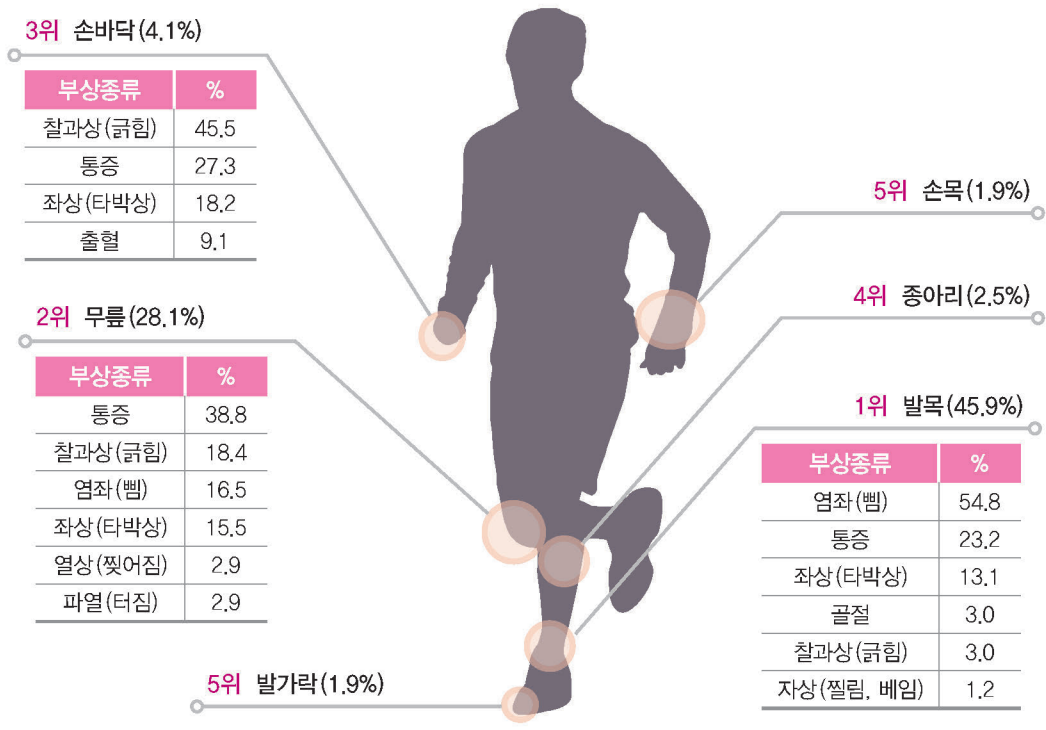 3위 손바닥(4.1%)
부상종류 %
찰과상(긁힘) 45.5
통증 27.3
좌상(타박상) 18.2
출혈 9.1
2위 무릎(28.1%)
부상종류 %
통증 38.8
찰과상(긁힘) 18.4
염좌(삠) 16.5
좌상(타박상) 15.5
열상(찢어짐) 2.9
파열(터짐) 2.9
5위 발가락(1.9%)
5위 손목(1.9%)
4위 종아리(2.5%)
1위 발목(45.9%)
부상종류 %
염좌(삠) 54.8
통증 23.2
좌상(타박상) 13.1
골절 3.0
찰과상(긁힘) 3.0
자상(찔림, 베임) 1.2